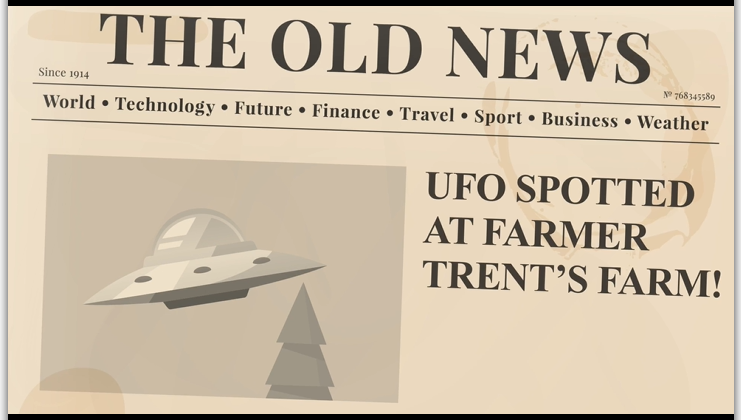 THE OLD NEWS
Since 1914
Nº 768345589
World • Technology • Future • Finance • Travel • Sport • Business • Weather
UFO SPOTTED
AT FARMER
TRENT’S FARM!